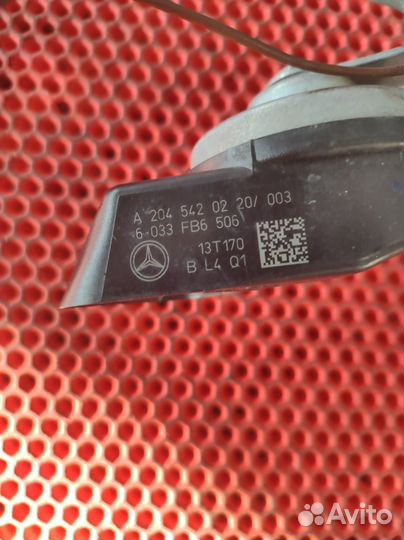 A 204 542 02 20/ 003
6-033 FB6 506
13T170
B L4 Q1
Avito